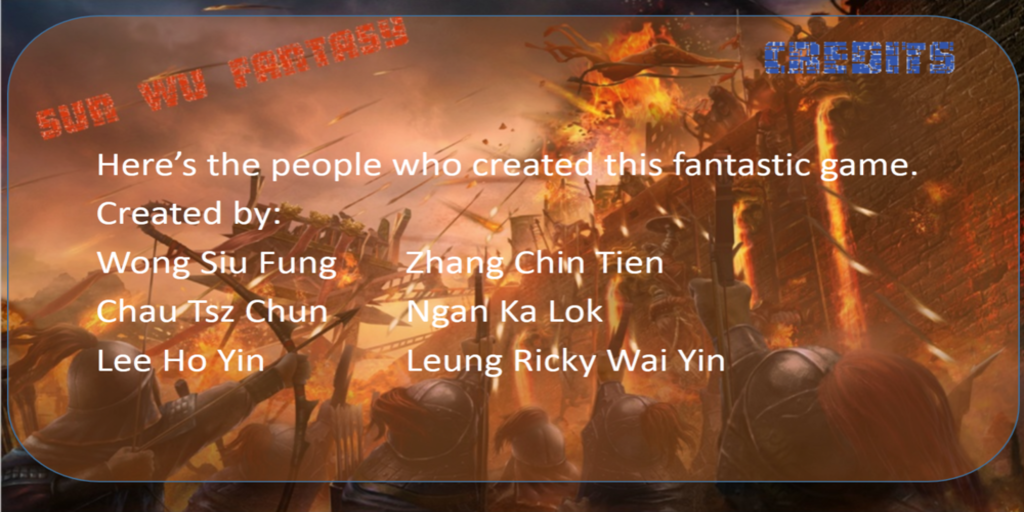 SUN WU FANTASY
CREDITS
Here’s the people who created this fantastic game.
Created by:
Wong Siu Fung Zhang Chin Tien
Chau Tsz Chun Ngan Ka Lok
Lee Ho Yin Leung Ricky Wai Yin